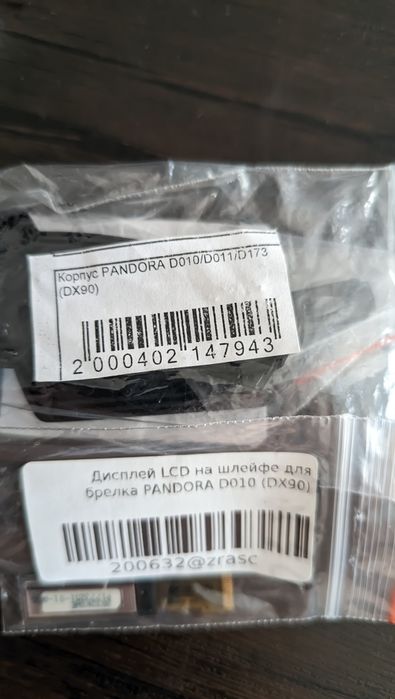 Корпус PANDORA D010/D011/D173
(DX90)
2 000402 147943
Дисплей LCD на шлейфе для
брелка PANDORA D010 (DX90)
200632@zrasc